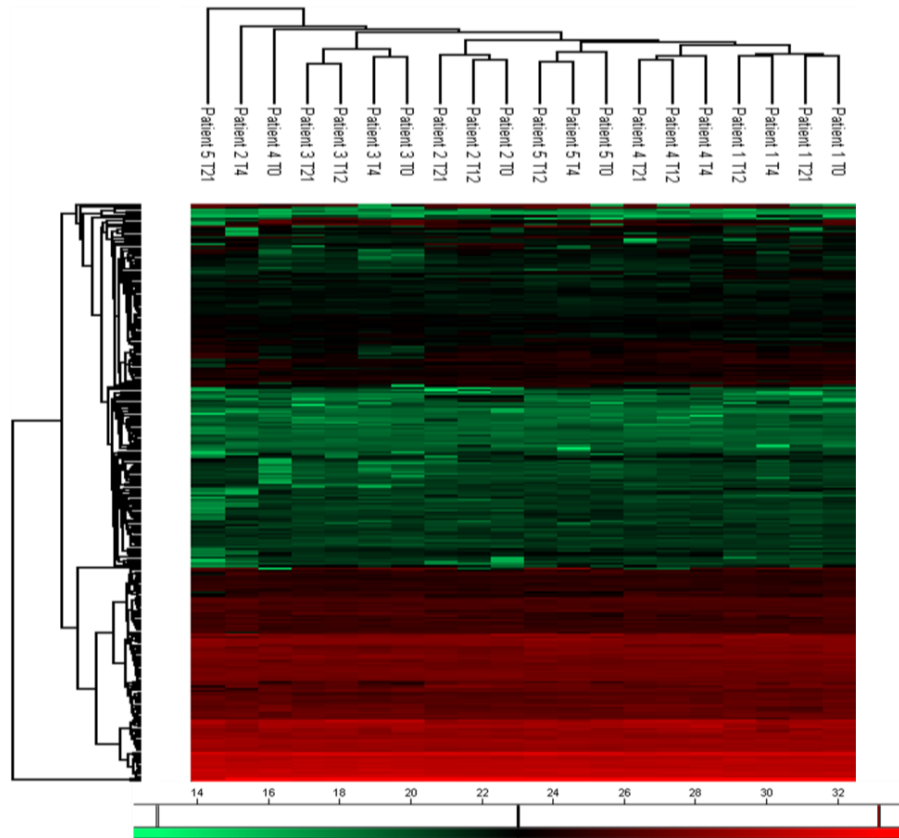 Patient 5 T21
Patient 2 T4
Patient 4 T0
Patient 3 T21
Patient 3 T12
Patient 3 T4
Patient 3 T0
Patient 2 T21
Patient 2 T12
Patient 2 T0
Patient 5 T12
Patient 5 T4
Patient 5 T0
Patient 4 T21
Patient 4 T12
Patient 4 T4
Patient 1 T12
Patient 1 T4
Patient 1 T21
Patient 1 T0
14 16 18 20 22 24 26 28 30 32